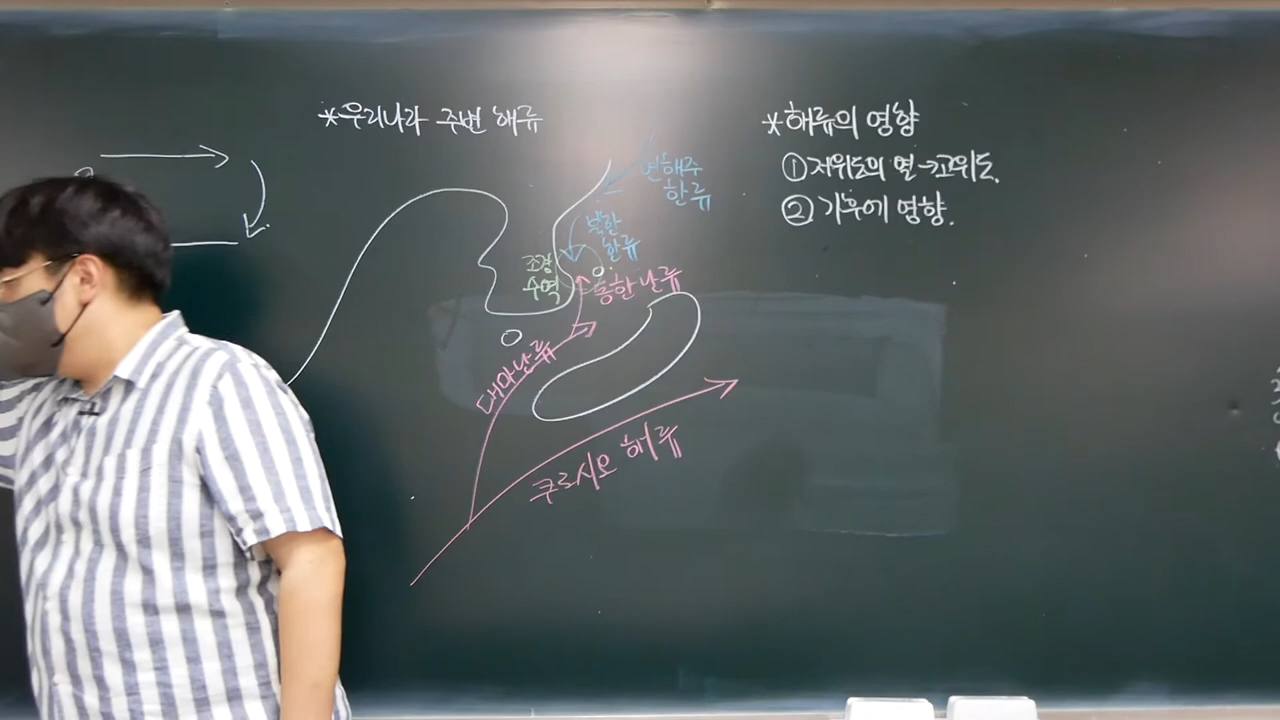 *우리나라 주변 해류
연해주
한류
북한
한류
조경
수역
동한 난류
대마난류
쿠로시오 해류
*해류의 영향
① 저위도의 열→고위도.
② 기후에 영향.